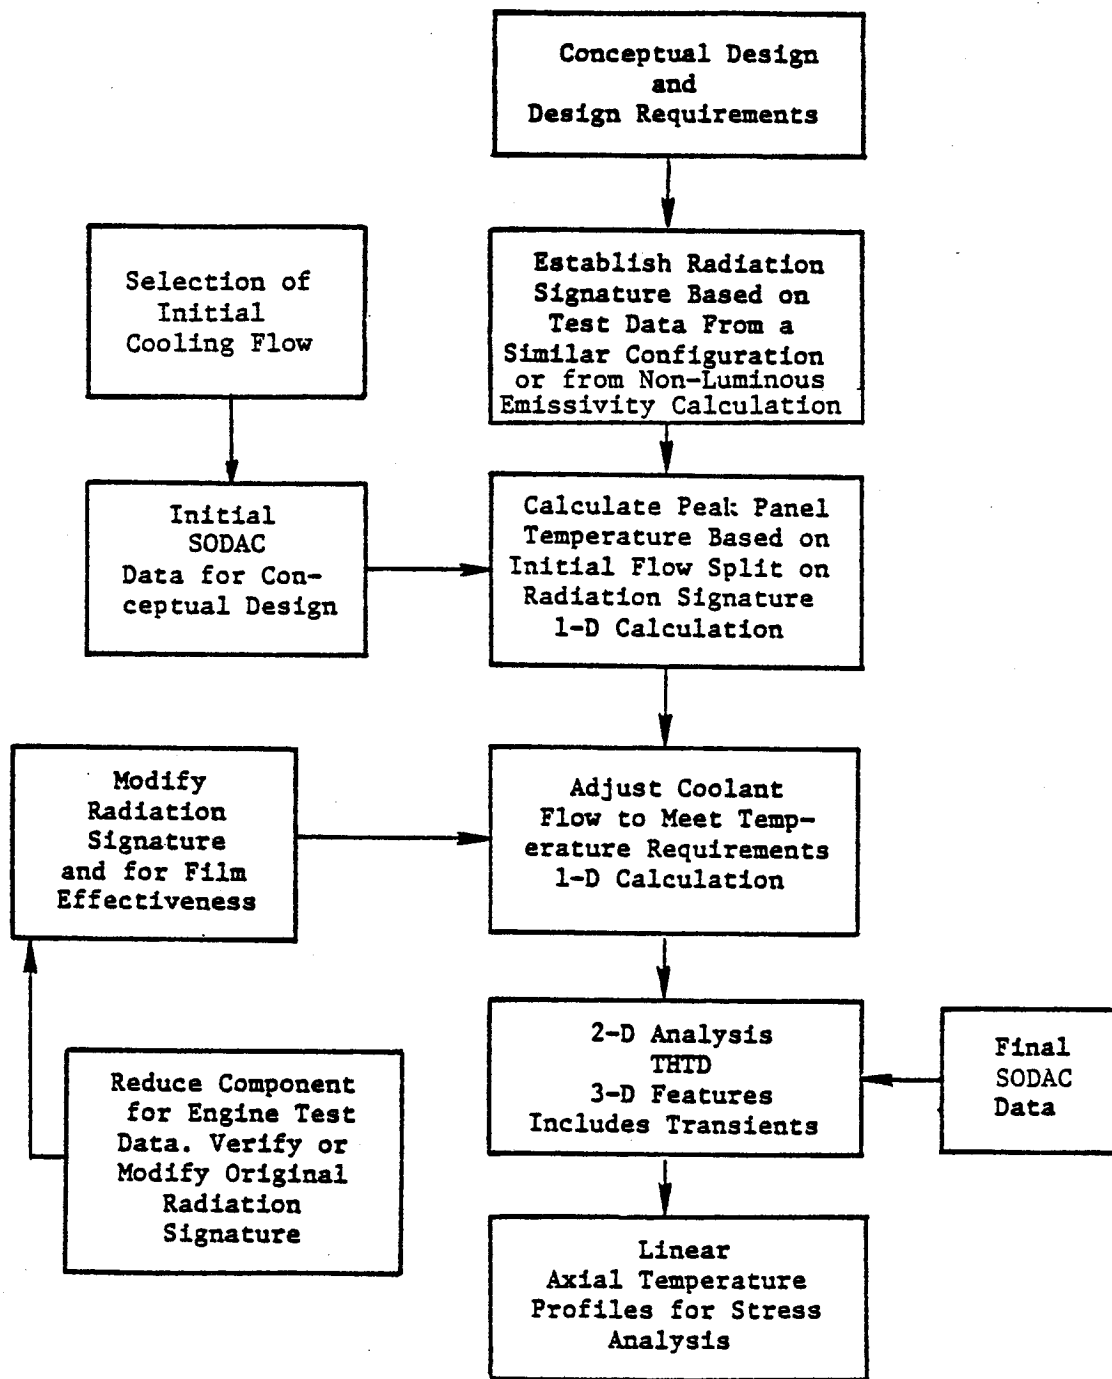 Conceptual Design
and
Design Requirements
Selection of
Initial
Cooling Flow
Establish Radiation
Signature Based on
Test Data From a
Similar Configuration
or from Non-Luminous
Emissivity Calculation
Initial
SODAC
Data for Con-
ceptual Design
Calculate Peak Panel
Temperature Based on
Initial Flow Split on
Radiation Signature
1-D Calculation
Modify
Radiation
Signature
and for Film
Effectiveness
Adjust Coolant
Flow to Meet Temp-
erature Requirements
1-D Calculation
Reduce Component
for Engine Test
Data. Verify or
Modify Original
Radiation
Signature
2-D Analysis
THTD
3-D Features
Includes Transients
Final
SODAC
Data
Linear
Axial Temperature
Profiles for Stress
Analysis